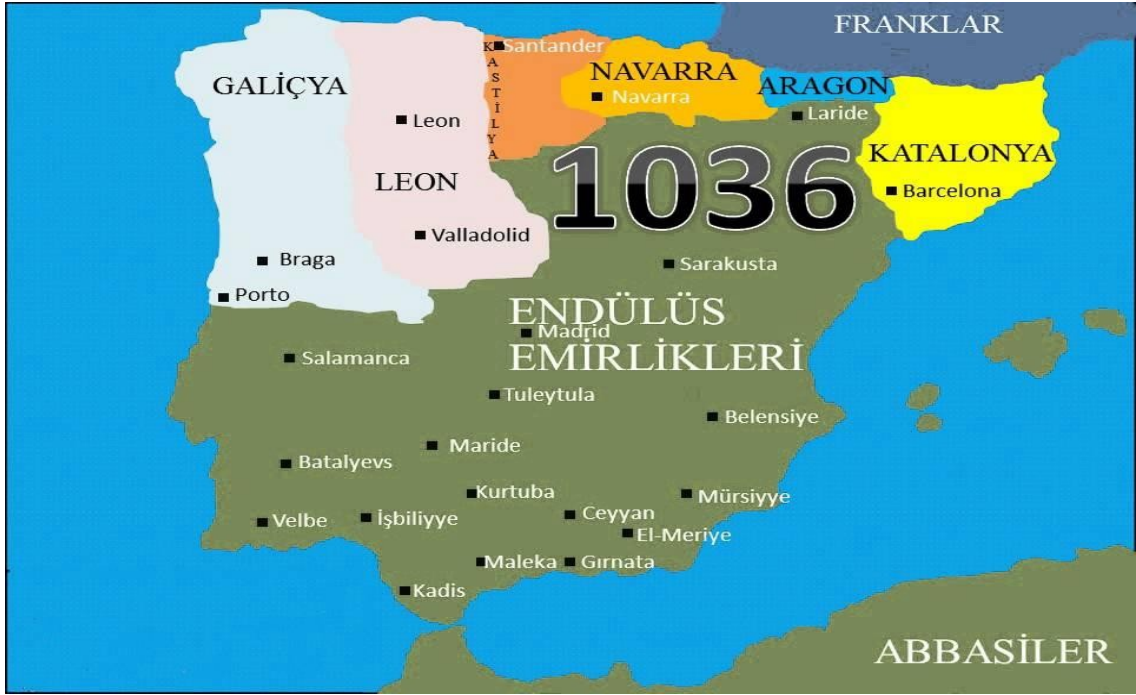 FRANKLAR
KASTİLYA
Santander
GALİÇYA
NAVARRA
ARAGON
Navarra
Leon
Laride
1036
KATALONYA
LEON
Barcelona
Valladolid
Braga
Sarakusta
Porto
ENDÜLÜS
Madrid
EMİRLİKLERİ
Salamanca
Tuleytula
Belensiye
Maride
Batalyevs
Kurtuba
Mürsiyye
Velbe
İşbiliyye
Ceyyan
El-Meriye
Maleka
Gırnata
Kadis
ABBASİLER